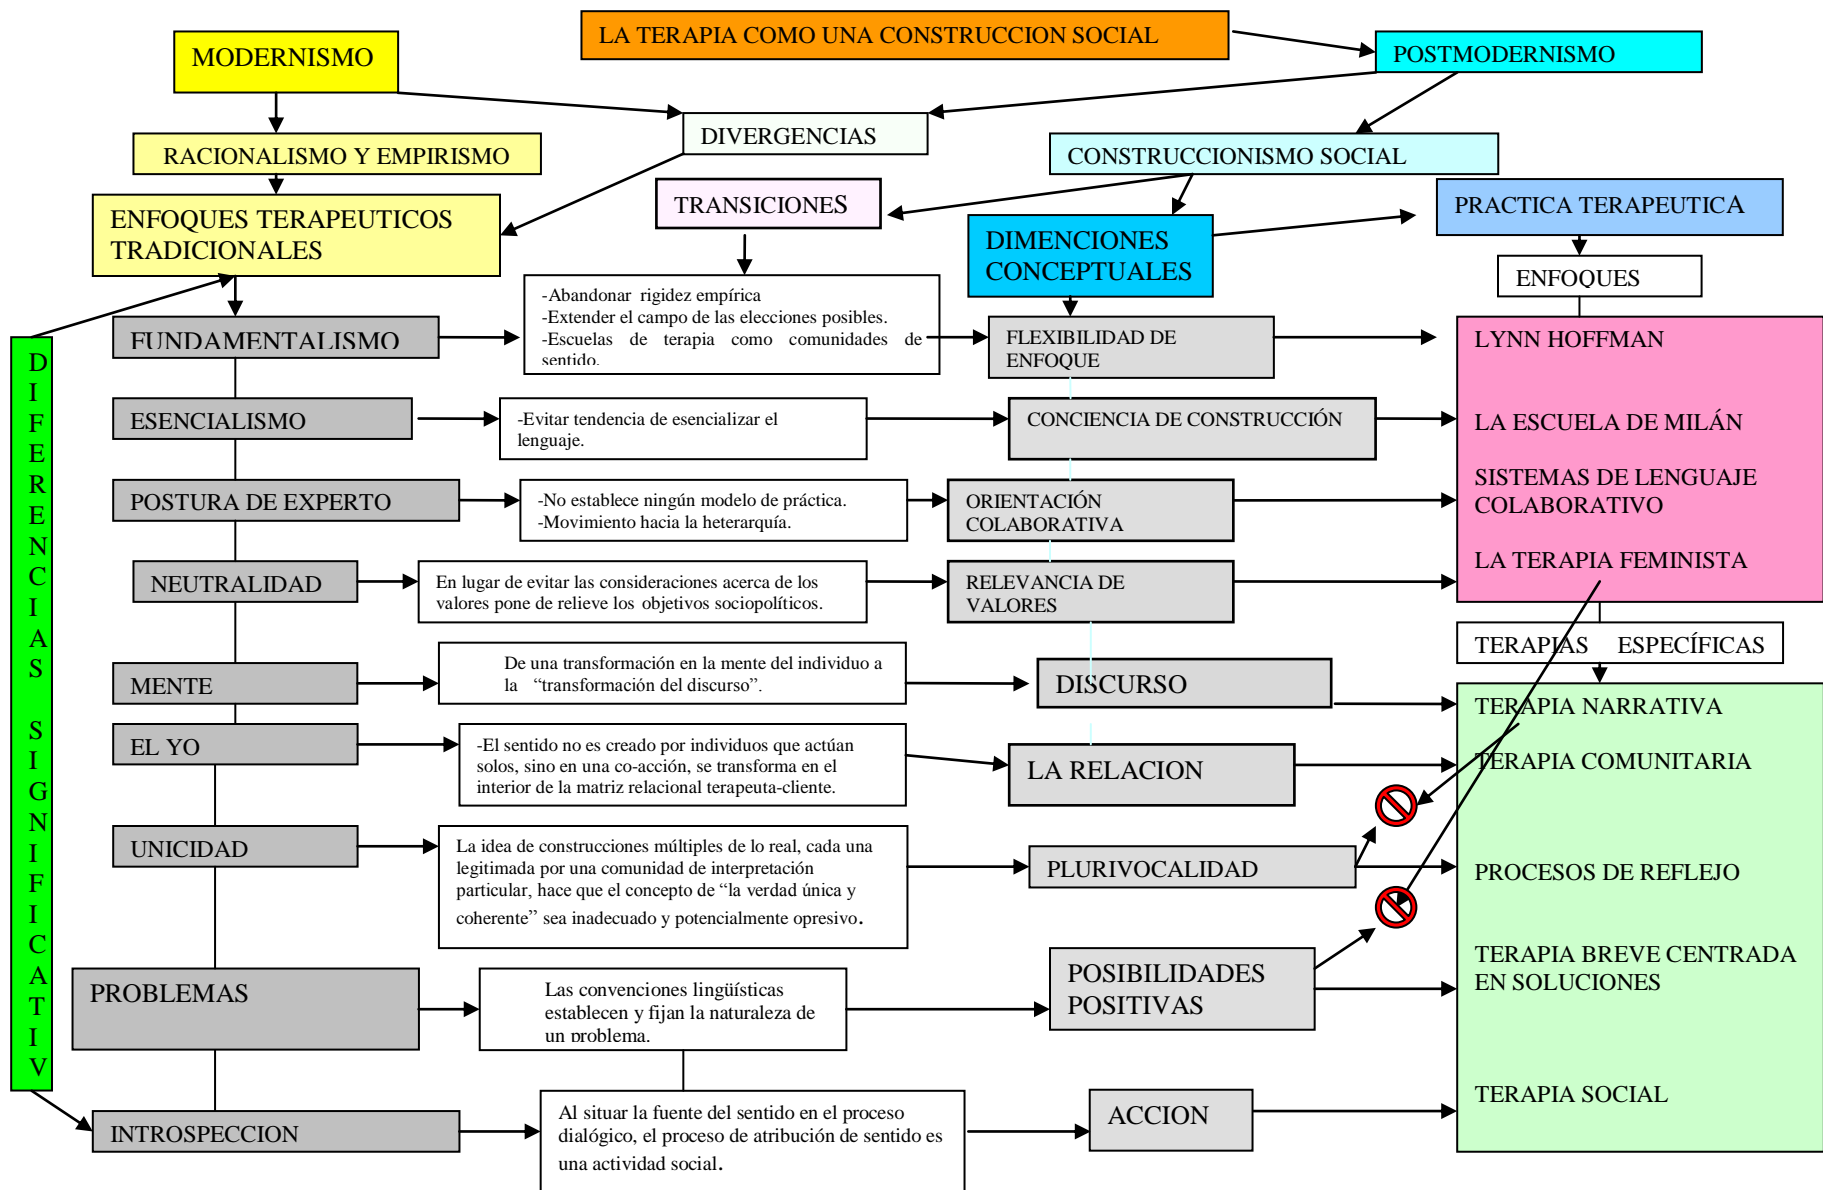 LA TERAPIA COMO UNA CONSTRUCCION SOCIAL
MODERNISMO
POSTMODERNISMO
DIVERGENCIAS
RACIONALISMO Y EMPIRISMO
CONSTRUCCIONISMO SOCIAL
TRANSICIONES
PRACTICA TERAPEUTICA
ENFOQUES TERAPEUTICOS
TRADICIONALES
DIMENCIONES
CONCEPTUALES
ENFOQUES
DIFERENCIAS SIGNIFICATIV
FUNDAMENTALISMO
-Abandonar rigidez empírica
-Extender el campo de las elecciones posibles.
-Escuelas de terapia como comunidades de
sentido.
FLEXIBILIDAD DE
ENFOQUE
LYNN HOFFMAN
ESENCIALISMO
-Evitar tendencia de esencializar el
lenguaje.
CONCIENCIA DE CONSTRUCCIÓN
LA ESCUELA DE MILÁN
POSTURA DE EXPERTO
-No establece ningún modelo de práctica.
-Movimiento hacia la heterarquía.
ORIENTACIÓN
COLABORATIVA
SISTEMAS DE LENGUAJE
COLABORATIVO
NEUTRALIDAD
En lugar de evitar las consideraciones acerca de los
valores pone de relieve los objetivos sociopolíticos.
RELEVANCIA DE
VALORES
LA TERAPIA FEMINISTA
TERAPIAS ESPECÍFICAS
MENTE
De una transformación en la mente del individuo a
la “transformación del discurso”.
DISCURSO
TERAPIA NARRATIVA
EL YO
-El sentido no es creado por individuos que actúan
solos, sino en una co-acción, se transforma en el
interior de la matriz relacional terapeuta-cliente.
LA RELACION
TERAPIA COMUNITARIA
UNICIDAD
La idea de construcciones múltiples de lo real, cada una
legitimada por una comunidad de interpretación
particular, hace que el concepto de “la verdad única y
coherente” sea inadecuado y potencialmente opresivo.
PLURIVOCALIDAD
PROCESOS DE REFLEJO
PROBLEMAS
Las convenciones lingüísticas
establecen y fijan la naturaleza de
un problema.
POSIBILIDADES
POSITIVAS
TERAPIA BREVE CENTRADA
EN SOLUCIONES
INTROSPECCION
Al situar la fuente del sentido en el proceso
dialógico, el proceso de atribución de sentido es
una actividad social.
ACCION
TERAPIA SOCIAL